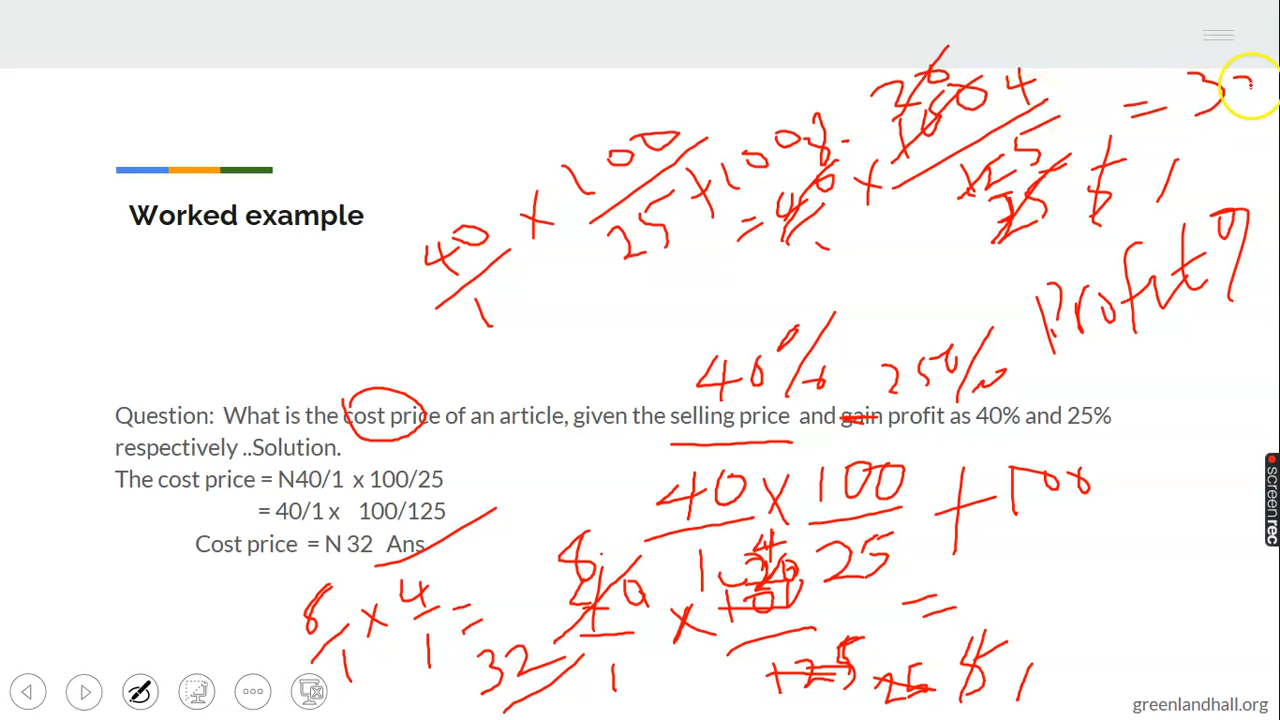 = 3
40/1 × 100/25 × 100
= 40 ×
Worked example
Profit
40% 25%
Question: What is the cost price of an article, given the selling price and gain profit as 40% and 25%
respectively ..Solution.
The cost price = N40/1 x 100/25
= 40/1 x 100/125
Cost price = N 32 Ans
40 × 100 + 100
1 25
8/1 × 4/1 = 32
screenrec
greenlandhall.org